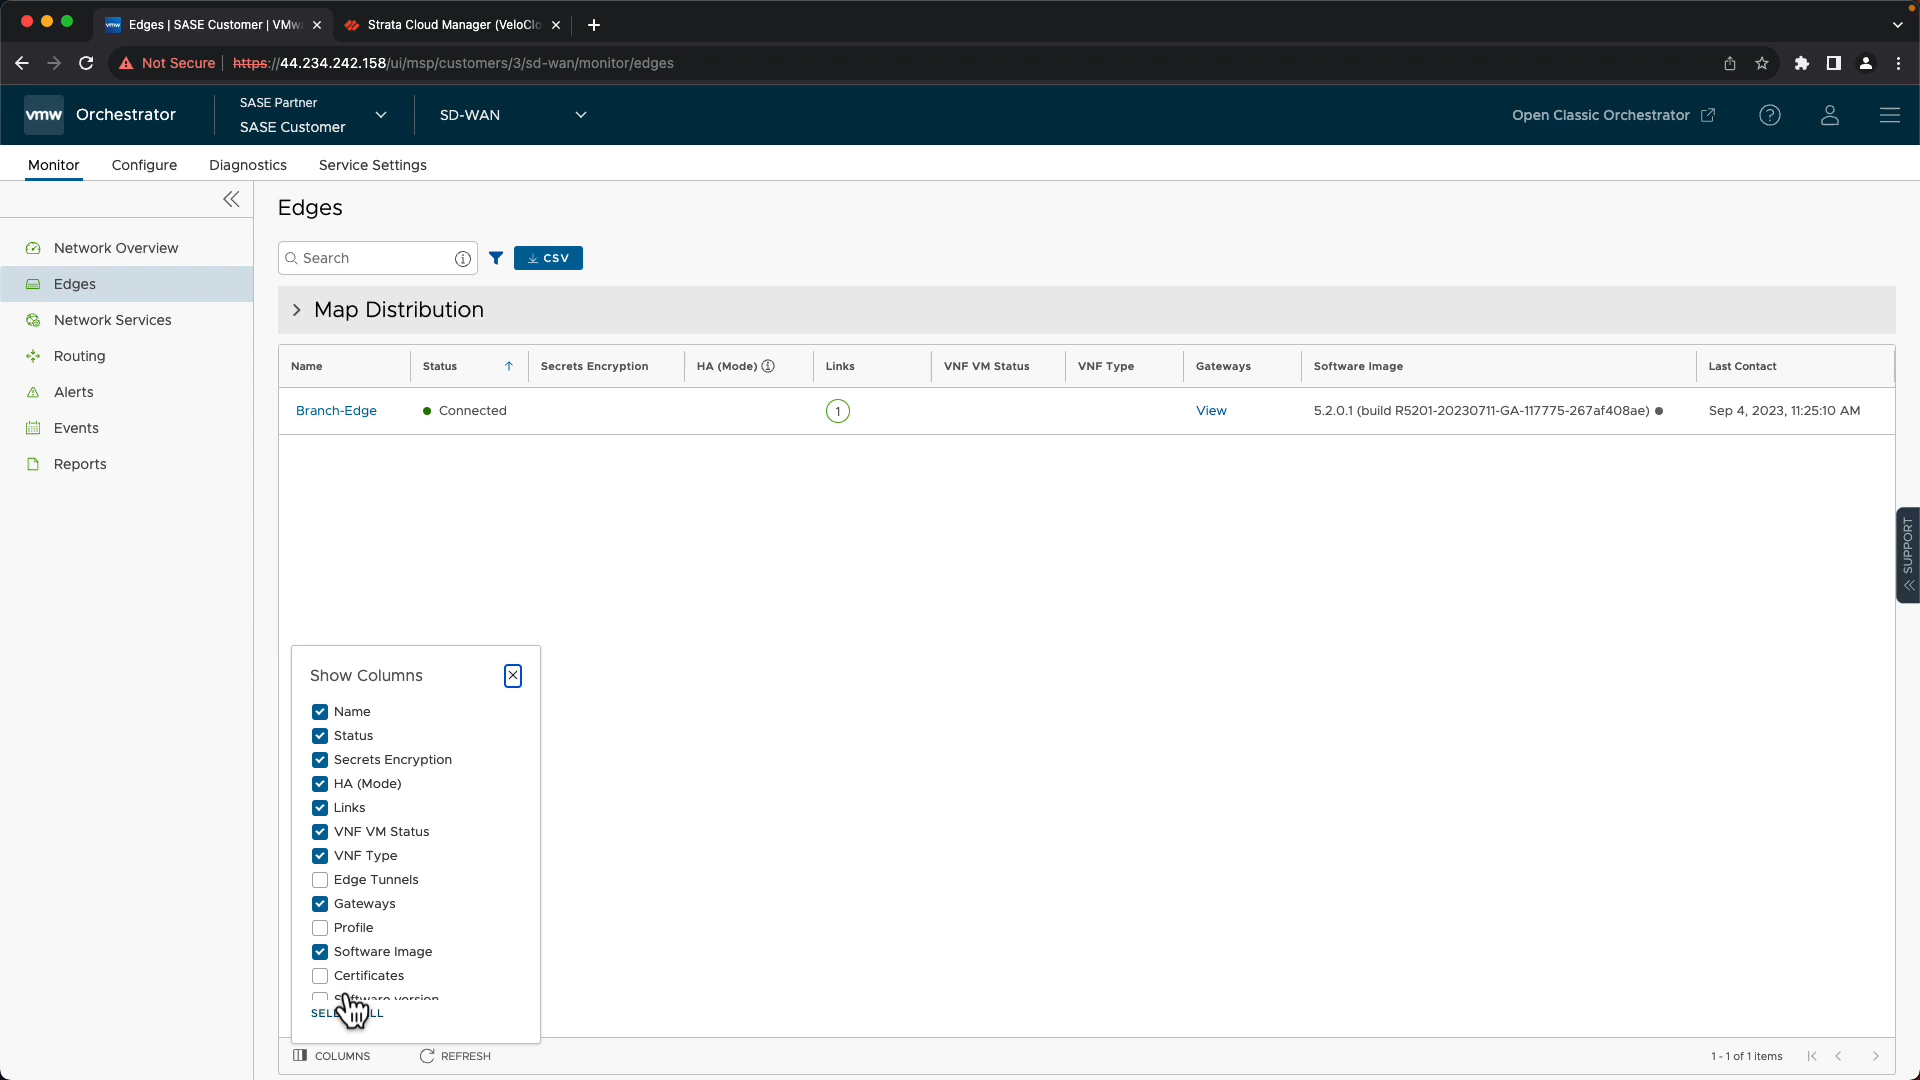 Edges | SASE Customer | VMwa
Strata Cloud Manager (VeloClo
Not Secure
https://44.234.242.158/ui/msp/customers/3/sd-wan/monitor/edges
vmw Orchestrator
SASE Partner
SASE Customer
SD-WAN
Open Classic Orchestrator
Monitor
Configure
Diagnostics
Service Settings
Network Overview
Edges
Network Services
Routing
Alerts
Events
Reports
Edges
Search
CSV
Map Distribution
Name
Status
Secrets Encryption
HA (Mode)
Links
VNF VM Status
VNF Type
Gateways
Software Image
Last Contact
Branch-Edge
Connected
1
View
5.2.0.1 (build R5201-20230711-GA-117775-267af408ae)
Sep 4, 2023, 11:25:10 AM
SUPPORT
Show Columns
Name
Status
Secrets Encryption
HA (Mode)
Links
VNF VM Status
VNF Type
Edge Tunnels
Gateways
Profile
Software Image
Certificates
COLUMNS
REFRESH
1 - 1 of 1 items